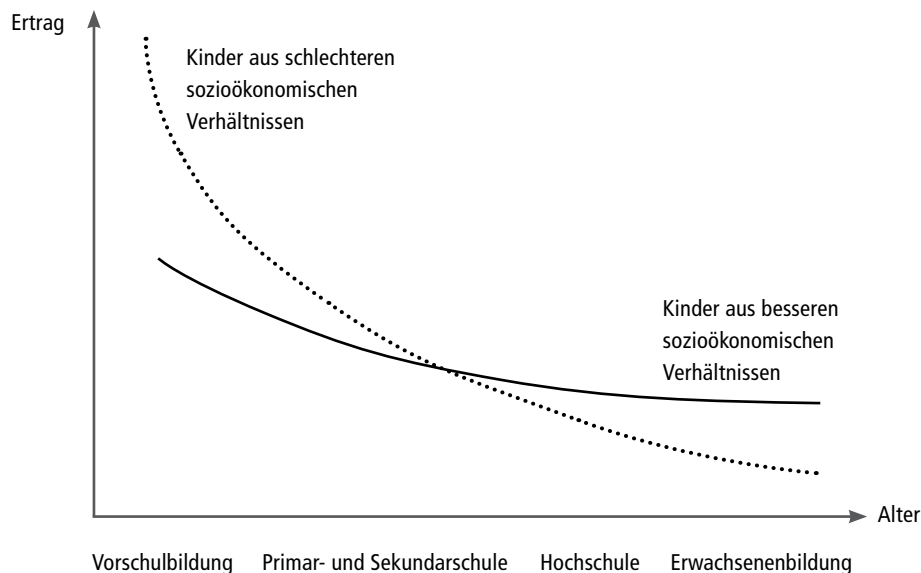 Ertrag
Kinder aus schlechteren
sozioökonomischen
Verhältnissen
Kinder aus besseren
sozioökonomischen
Verhältnissen
Alter
Vorschulbildung Primar- und Sekundarschule Hochschule Erwachsenenbildung